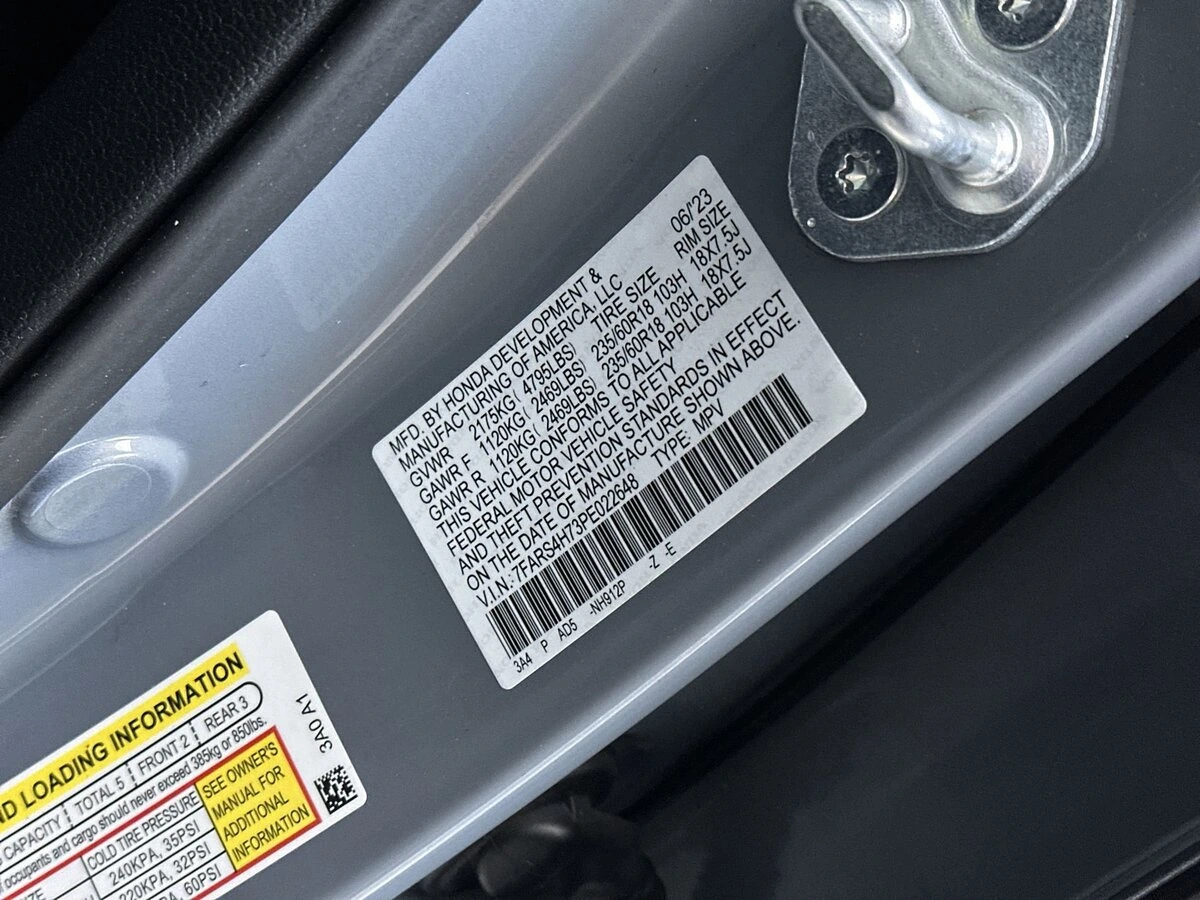 MFD. BY HONDA DEVELOPMENT & 06/'23
MANUFACTURING OF AMERICA, LLC
TIRE SIZE RIM SIZE
GVWR 2175KG( 4795LBS)
GAWR F 1120KG( 2469LBS) 235/60R18 103H 18X7.5J
GAWR R 1120KG( 2469LBS) 235/60R18 103H 18X7.5J
THIS VEHICLE CONFORMS TO ALL APPLICABLE
FEDERAL MOTOR VEHICLE SAFETY
AND THEFT PREVENTION STANDARDS IN EFFECT
ON THE DATE OF MANUFACTURE SHOWN ABOVE.
V.I.N.:7FARS4H73PE022648 TYPE: MPV
3A4 P AD5 -NH912P -Z -E
LOADING INFORMATION
CAPACITY TOTAL 5 FRONT 2 REAR 3
occupants and cargo should never exceed 385kg or 850lbs.
COLD TIRE PRESSURE
240KPA, 35PSI
220KPA, 32PSI
60PSI
SEE OWNER'S
MANUAL FOR
ADDITIONAL
INFORMATION
3A0 A1